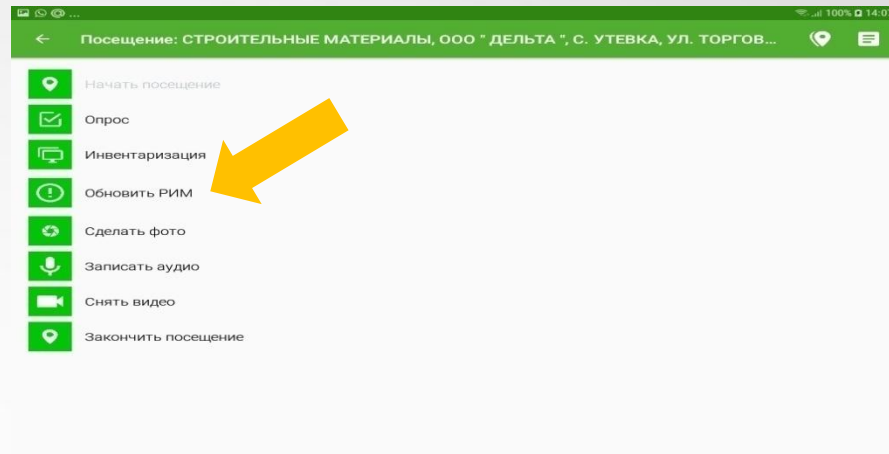 ... 100% 14:07
Посещение: СТРОИТЕЛЬНЫЕ МАТЕРИАЛЫ, ООО " ДЕЛЬТА ", С. УТЕВКА, УЛ. ТОРГОВ...
Начать посещение
Опрос
Инвентаризация
Обновить РИМ
Сделать фото
Записать аудио
Снять видео
Закончить посещение